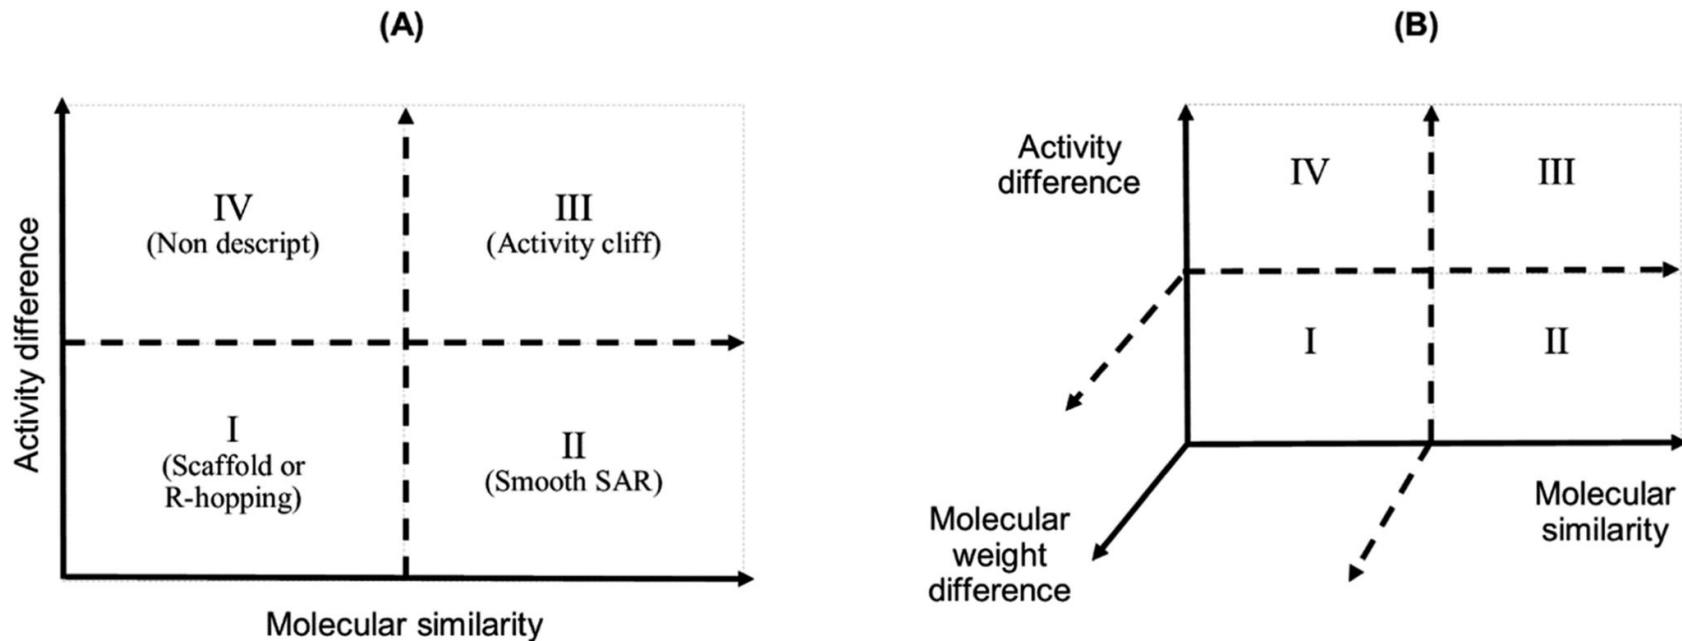 (A)
Activity difference
IV
(Non descript)
III
(Activity cliff)
I
(Scaffold or
R-hopping)
II
(Smooth SAR)
Molecular similarity
(B)
Activity
difference
IV
III
I
II
Molecular
weight
difference
Molecular
similarity